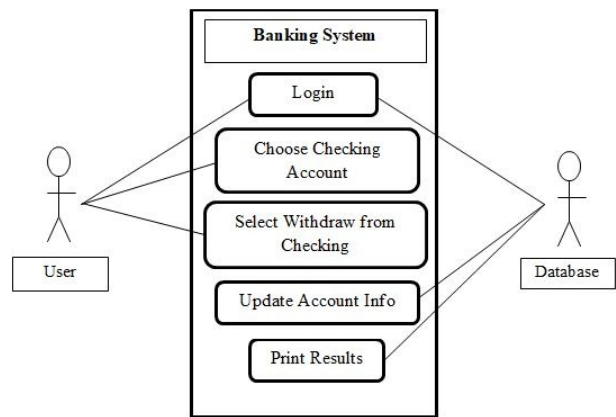 Banking System
Login
Choose Checking
Account
Select Withdraw from
Checking
User
Database
Update Account Info
Print Results